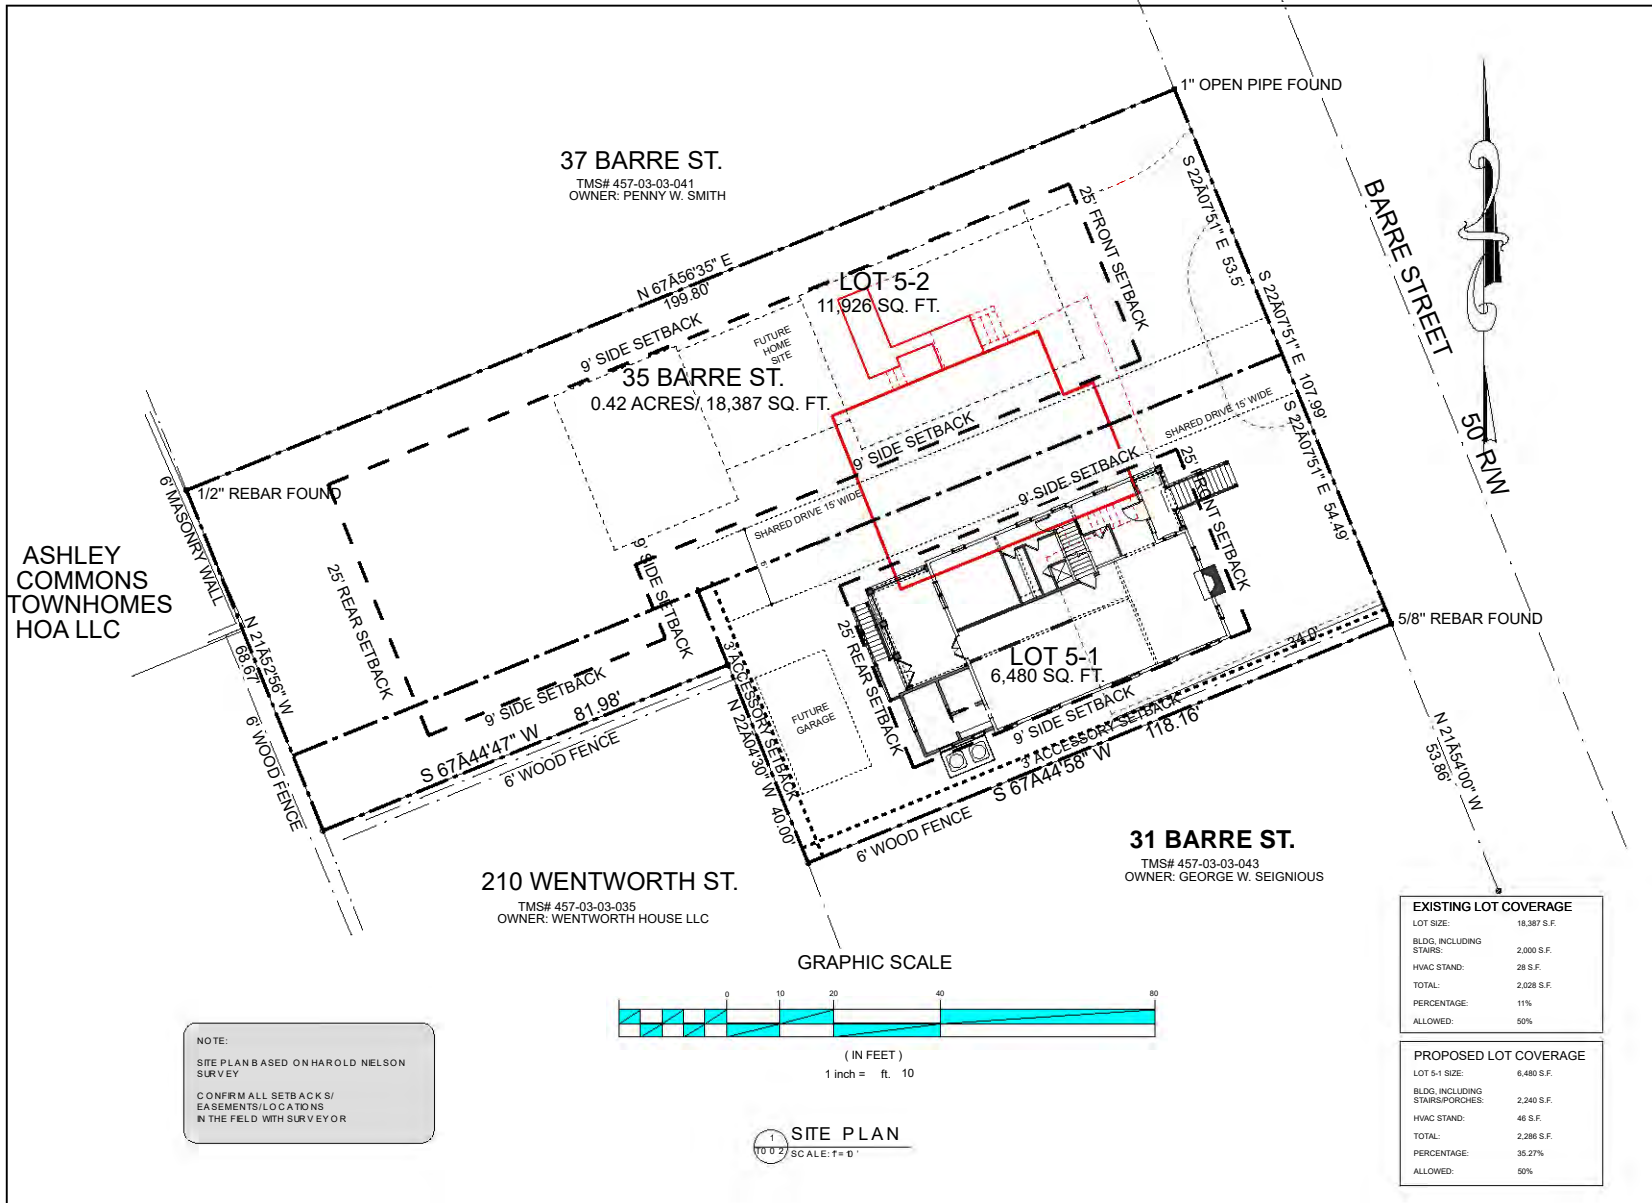 1" OPEN PIPE FOUND
37 BARRE ST.
TMS# 457-03-03-041
OWNER: PENNY W. SMITH
N 67Â56'35" E
199.80'
S 22Â07'51" E 53.5'
25' FRONT SETBACK
BARRE STREET
50' R/W
S 22Â07'51" E 107.99'
LOT 5-2
11,926 SQ. FT.
9' SIDE SETBACK
FUTURE
HOME
SITE
35 BARRE ST.
0.42 ACRES/ 18,387 SQ. FT.
9' SIDE SETBACK
SHARED DRIVE 15' WIDE
S 22Â07'51" E 54.49'
9' SIDE SETBACK
25' FRONT SETBACK
SHARED DRIVE 15' WIDE
1/2" REBAR FOUND
6' MASONRY WALL
ASHLEY
COMMONS
TOWNHOMES
HOA LLC
25' REAR SETBACK
9' SIDE SETBACK
N 21Â52'56" W
68.67'
6' WOOD FENCE
9' SIDE SETBACK
S 67Â44'47" W 81.98'
6' WOOD FENCE
3' ACCESSORY SETBACK
N 22Â04'30" W 40.00'
FUTURE
GARAGE
25' REAR SETBACK
LOT 5-1
6,480 SQ. FT.
34.0'
5/8" REBAR FOUND
9' SIDE SETBACK
3' ACCESSORY SETBACK
S 67Â44'58" W 118.16'
6' WOOD FENCE
N 21Â54'00" W
53.86'
31 BARRE ST.
TMS# 457-03-03-043
OWNER: GEORGE W. SEIGNIOUS
210 WENTWORTH ST.
TMS# 457-03-03-035
OWNER: WENTWORTH HOUSE LLC
GRAPHIC SCALE
0 10 20 40 80
( IN FEET )
1 inch = ft. 10
1
T002
SITE PLAN
SCALE: 1" = 10'
NOTE:
SITE PLAN BASED ON HAROLD NIELSON
SURVEY
CONFIRM ALL SETBACKS/
EASEMENTS/LOCATIONS
IN THE FIELD WITH SURVEYOR
EXISTING LOT COVERAGE
LOT SIZE: 18,387 S.F.
BLDG, INCLUDING
STAIRS: 2,000 S.F.
HVAC STAND: 28 S.F.
TOTAL: 2,028 S.F.
PERCENTAGE: 11%
ALLOWED: 50%
PROPOSED LOT COVERAGE
LOT 5-1 SIZE: 6,480 S.F.
BLDG, INCLUDING
STAIRS/PORCHES: 2,240 S.F.
HVAC STAND: 46 S.F.
TOTAL: 2,286 S.F.
PERCENTAGE: 35.27%
ALLOWED: 50%